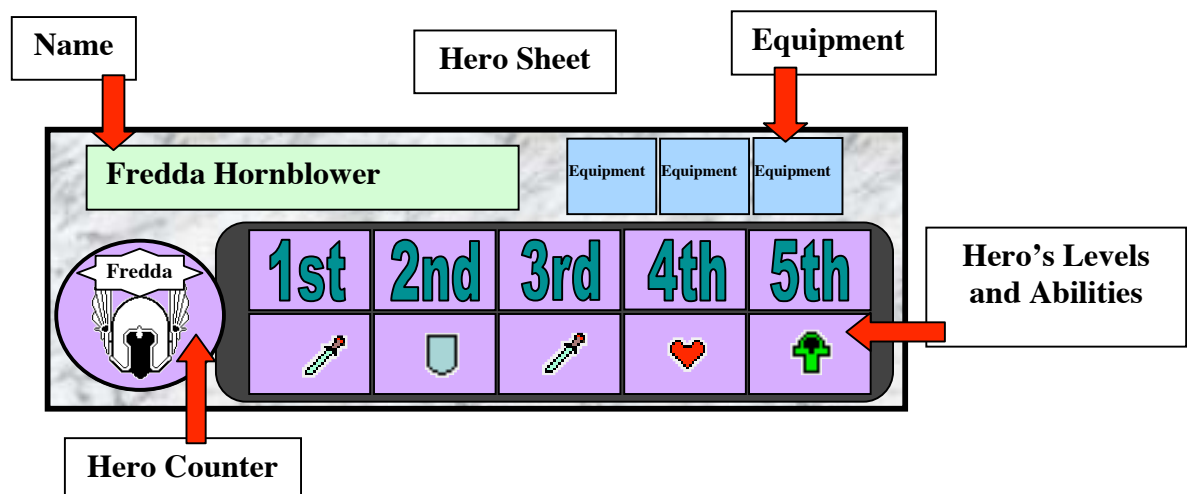 Name
Hero Sheet
Equipment
Fredda Hornblower
Equipment Equipment Equipment
Fredda
1st 2nd 3rd 4th 5th
Hero’s Levels
and Abilities
Hero Counter